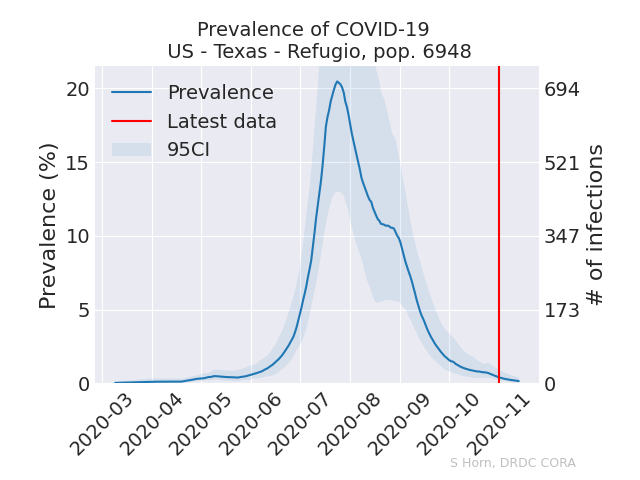 Prevalence of COVID-19
US - Texas - Refugio, pop. 6948
Prevalence
Latest data
95CI
Prevalence (%)
20
15
10
5
0
# of infections
694
521
347
173
0
2020-03
2020-04
2020-05
2020-06
2020-07
2020-08
2020-09
2020-10
2020-11
S Horn, DRDC CORA